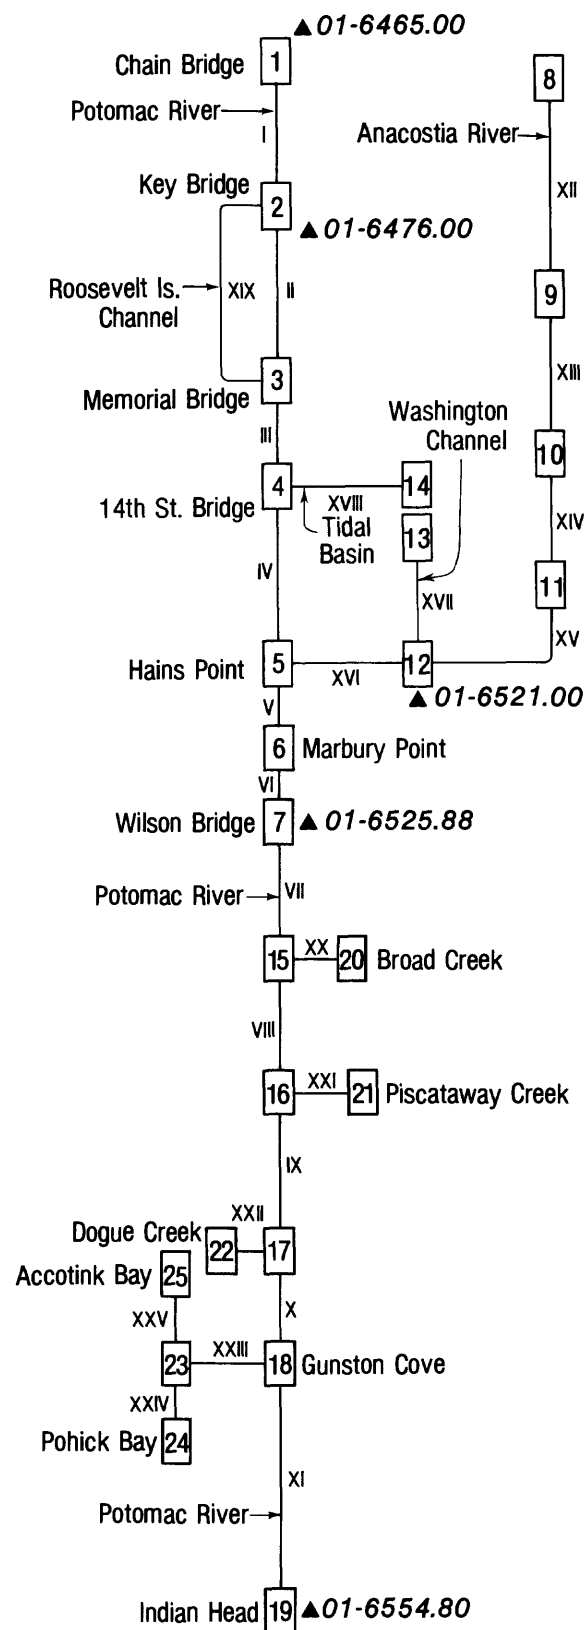 ▲ 01-6465.00
Chain Bridge 1
8
Potomac River
Anacostia River
I
XII
Key Bridge 2
▲ 01-6476.00
Roosevelt Is.
Channel
XIX
II
9
Memorial Bridge 3
XIII
Washington
Channel
III
10
14th St. Bridge 4
XVIII
14
Tidal
Basin
13
XIV
IV
XVII
11
XV
Hains Point 5
XVI
12
▲ 01-6521.00
V
6 Marbury Point
VI
Wilson Bridge 7 ▲ 01-6525.88
Potomac River
VII
15 XX 20 Broad Creek
VIII
16 XXI 21 Piscataway Creek
IX
Dogue Creek 22 XXII 17
Accotink Bay 25
XXV
X
23 XXIII 18 Gunston Cove
XXIV
Pohick Bay 24
XI
Potomac River
Indian Head 19 ▲ 01-6554.80